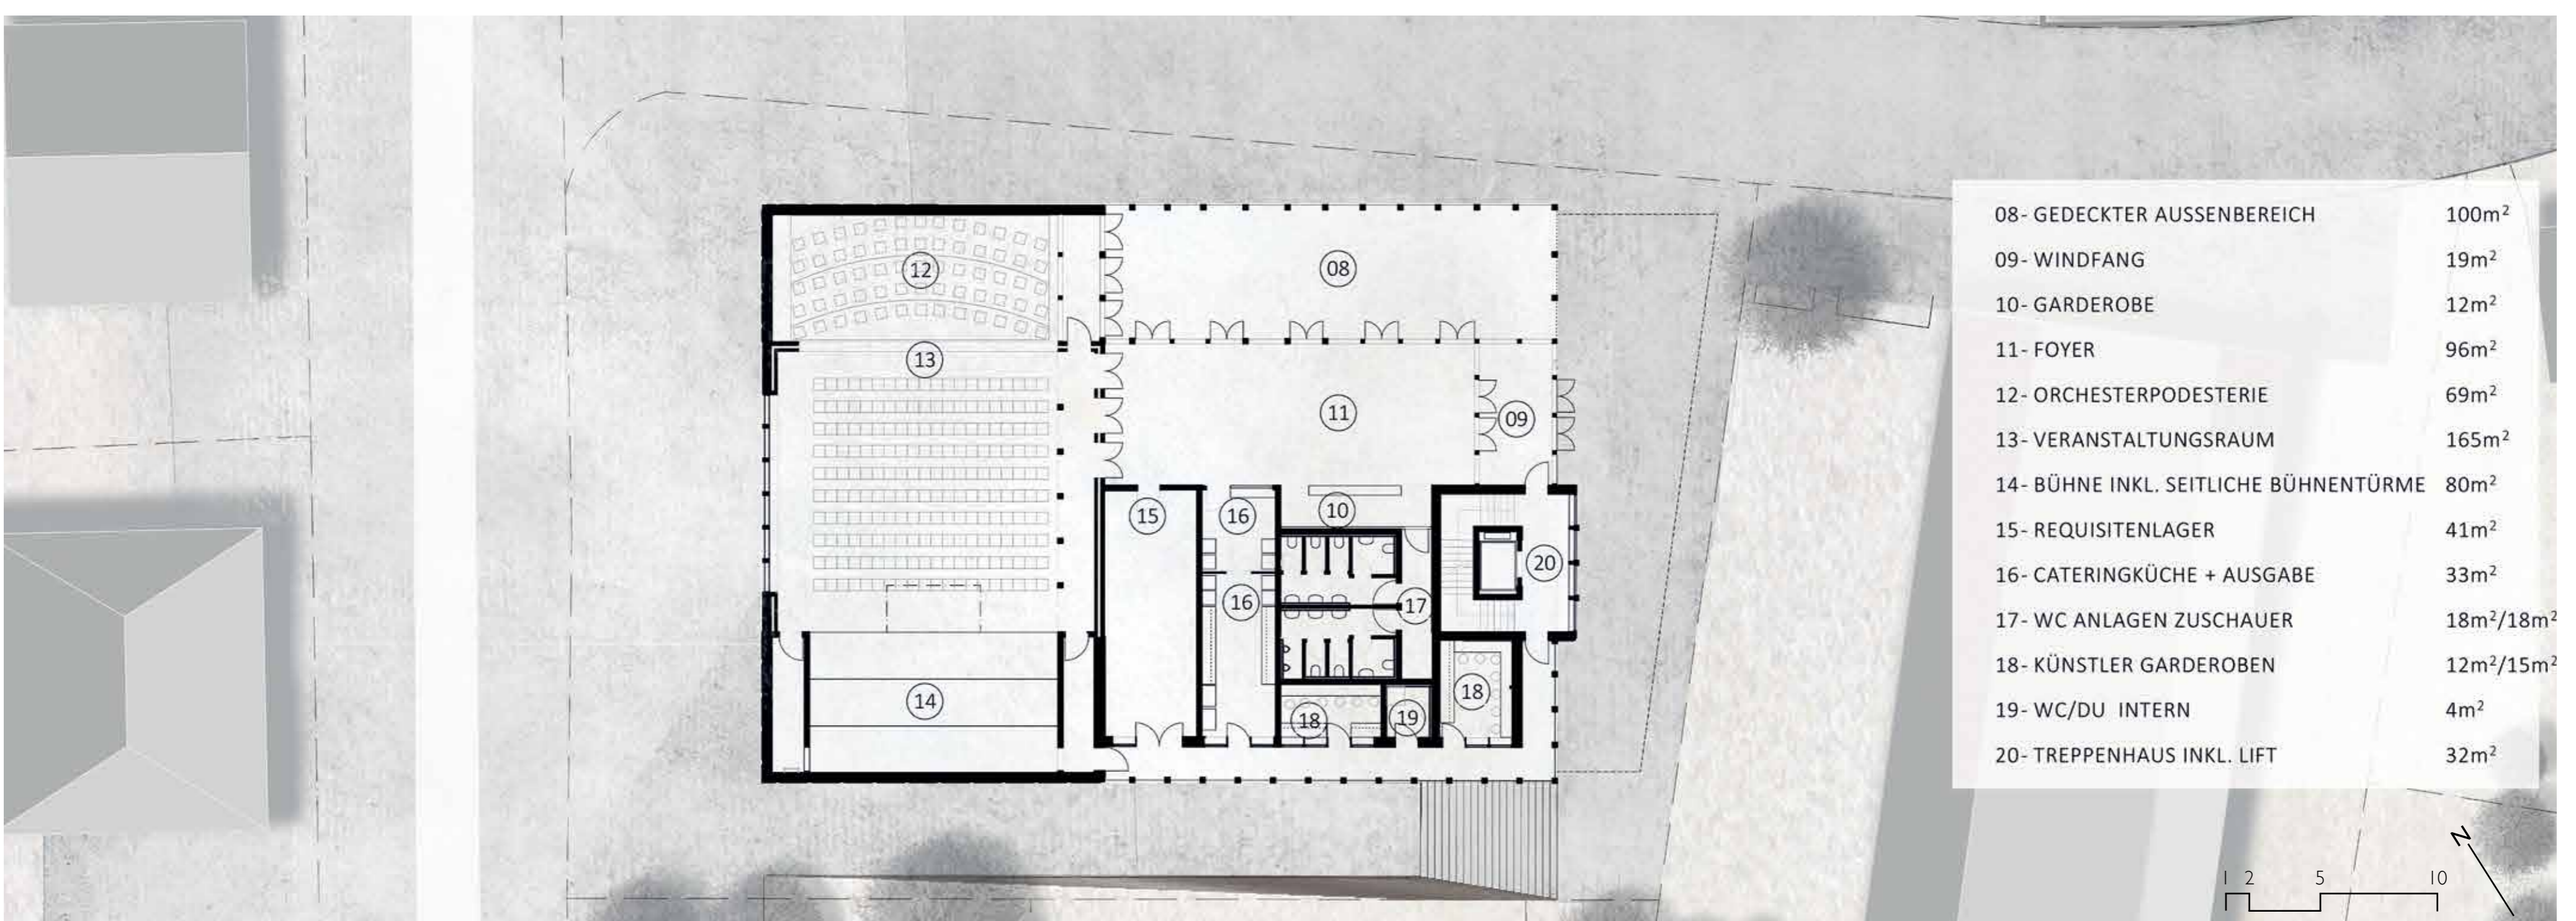 12
08
13
11
09
15
16
10
20
16
17
14
18
19
18
08- GEDECKTER AUSSENBEREICH 100m²
09- WINDFANG 19m²
10- GARDEROBE 12m²
11- FOYER 96m²
12- ORCHESTERPODESTERIE 69m²
13- VERANSTALTUNGSRAUM 165m²
14- BÜHNE INKL. SEITLICHE BÜHNENTÜRME 80m²
15- REQUISITENLAGER 41m²
16- CATERINGKÜCHE + AUSGABE 33m²
17- WC ANLAGEN ZUSCHAUER 18m²/18m²
18- KÜNSTLER GARDEROBEN 12m²/15m²
19- WC/DU INTERN 4m²
20- TREPPENHAUS INKL. LIFT 32m²
N
1 2 5 10